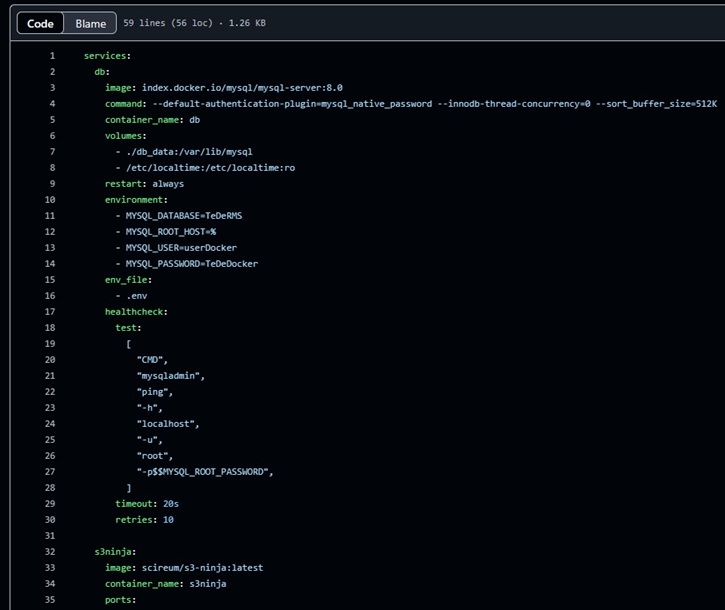 Code Blame 59 lines (56 loc) · 1.26 KB
1 services:
2 db:
3 image: index.docker.io/mysql/mysql-server:8.0
4 command: --default-authentication-plugin=mysql_native_password --innodb-thread-concurrency=0 --sort_buffer_size=512K
5 container_name: db
6 volumes:
7 - ./db_data:/var/lib/mysql
8 - /etc/localtime:/etc/localtime:ro
9 restart: always
10 environment:
11 - MYSQL_DATABASE=TeDeRMS
12 - MYSQL_ROOT_HOST=%
13 - MYSQL_USER=userDocker
14 - MYSQL_PASSWORD=TeDeDocker
15 env_file:
16 - .env
17 healthcheck:
18 test:
19 [
20 "CMD",
21 "mysqladmin",
22 "ping",
23 "-h",
24 "localhost",
25 "-u",
26 "root",
27 "-p$$MYSQL_ROOT_PASSWORD",
28 ]
29 timeout: 20s
30 retries: 10
31
32 s3ninja:
33 image: scireum/s3-ninja:latest
34 container_name: s3ninja
35 ports: